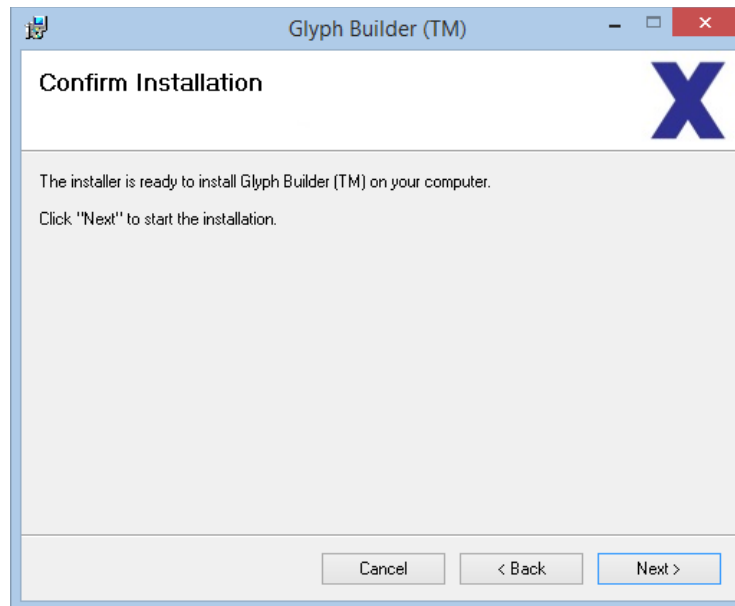 Glyph Builder (TM)
Confirm Installation
X
The installer is ready to install Glyph Builder (TM) on your computer.
Click "Next" to start the installation.
Cancel
< Back
Next >